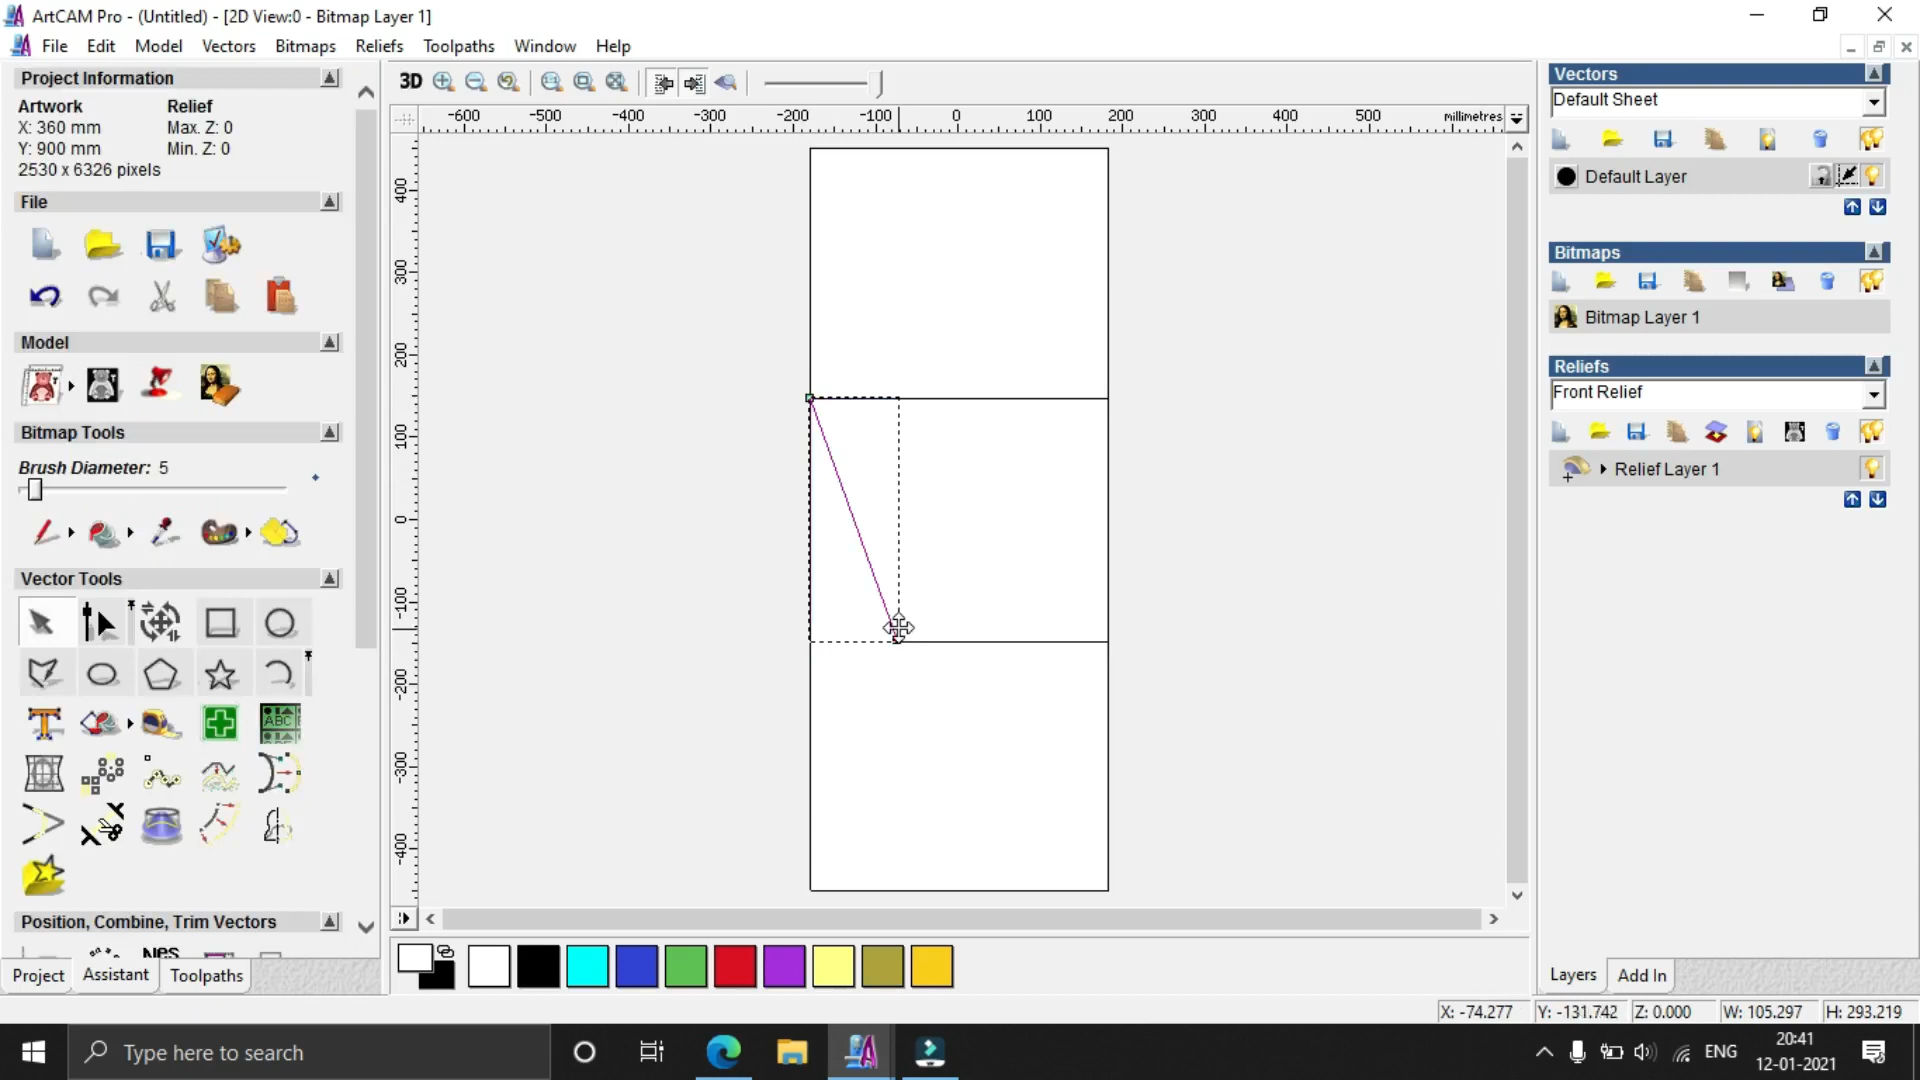 ArtCAM Pro - (Untitled) - [2D View:0 - Bitmap Layer 1]
File Edit Model Vectors Bitmaps Reliefs Toolpaths Window Help
Project Information
Artwork Relief
X: 360 mm Max. Z: 0
Y: 900 mm Min. Z: 0
2530 x 6326 pixels
File
Model
Bitmap Tools
Brush Diameter: 5
Vector Tools
ABC
Position, Combine, Trim Vectors
Project Assistant Toolpaths
3D
-600 -500 -400 -300 -200 -100 0 100 200 300 400 500 millimetres
400
300
200
100
0
-100
-200
-300
-400
Vectors
Default Sheet
Default Layer
Bitmaps
Bitmap Layer 1
Reliefs
Front Relief
Relief Layer 1
Layers Add In
X: -74.277 Y: -131.742 Z: 0.000 W: 105.297 H: 293.219
Type here to search
ENG
20:41
12-01-2021